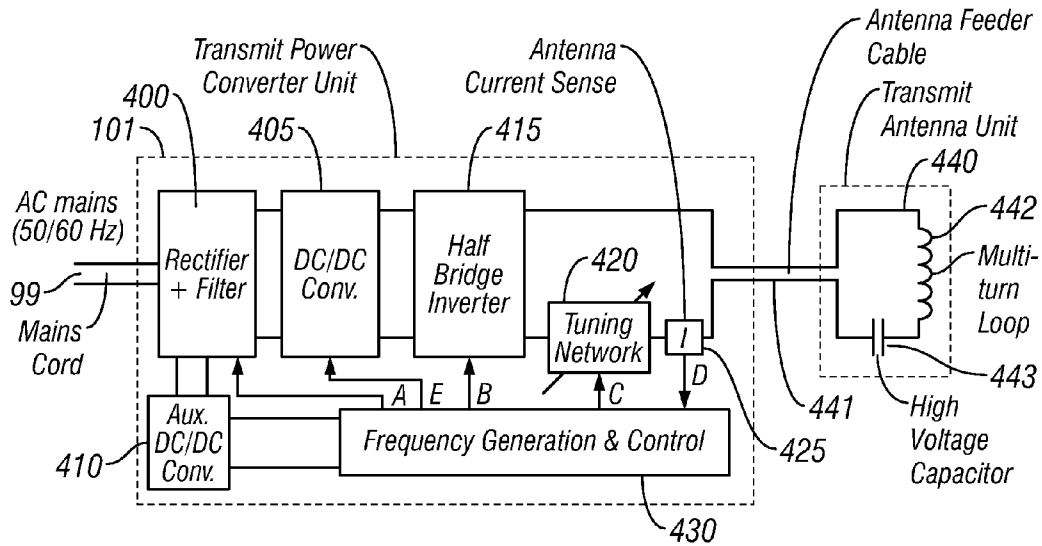 Transmit Power
Converter Unit
Antenna
Current Sense
Antenna Feeder
Cable
Transmit
Antenna Unit
400
101
405
415
440
442
AC mains
(50/60 Hz)
99
Mains
Cord
Rectifier
+ Filter
DC/DC
Conv.
Half
Bridge
Inverter
420
Tuning
Network
I
Multi-
turn
Loop
443
A
E
B
C
D
441
425
High
Voltage
Capacitor
410
Aux.
DC/DC
Conv.
Frequency Generation & Control
430